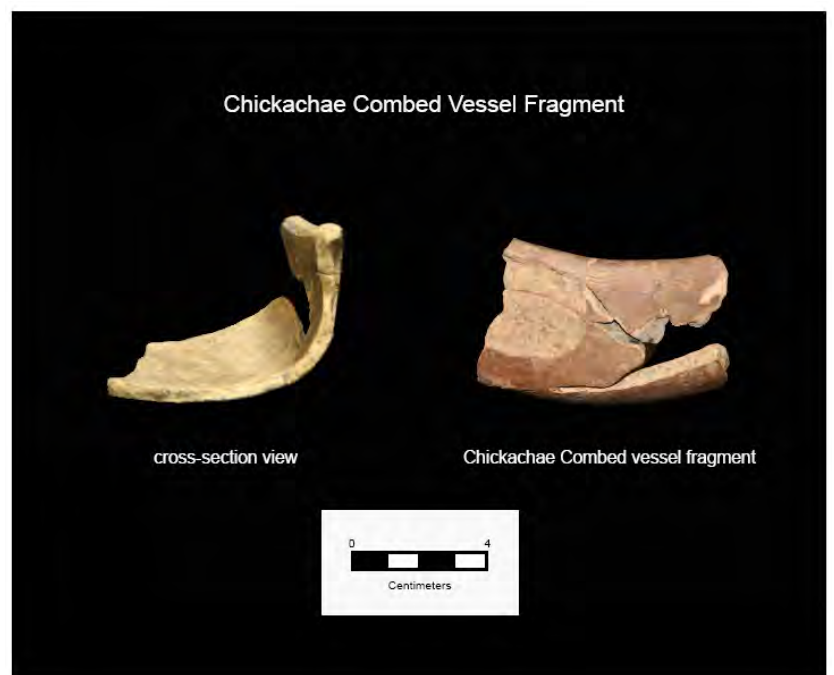 Chickachae Combed Vessel Fragment
cross-section view
Chickachae Combed vessel fragment
0 4
Centimeters